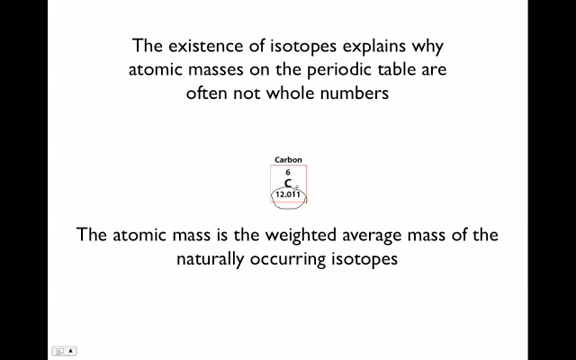 The existence of isotopes explains why
atomic masses on the periodic table are
often not whole numbers
Carbon
6
C
12.011
The atomic mass is the weighted average mass of the
naturally occurring isotopes